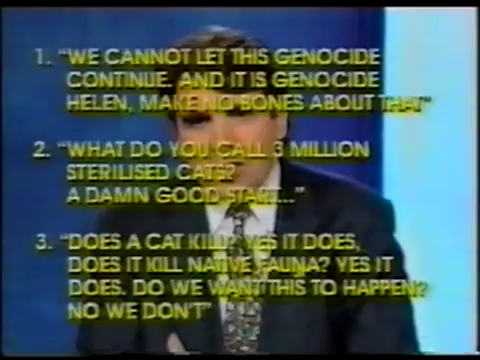 1. "WE CANNOT LET THIS GENOCIDE
CONTINUE. AND IT IS GENOCIDE
HELEN, MAKE NO BONES ABOUT THAT"
2. "WHAT DO YOU CALL 3 MILLION
STERILISED CATS?
A DAMN GOOD START..."
3. "DOES A CAT KILL? YES IT DOES,
DOES IT KILL NATIVE FAUNA? YES IT
DOES. DO WE WANT THIS TO HAPPEN?
NO WE DON'T"